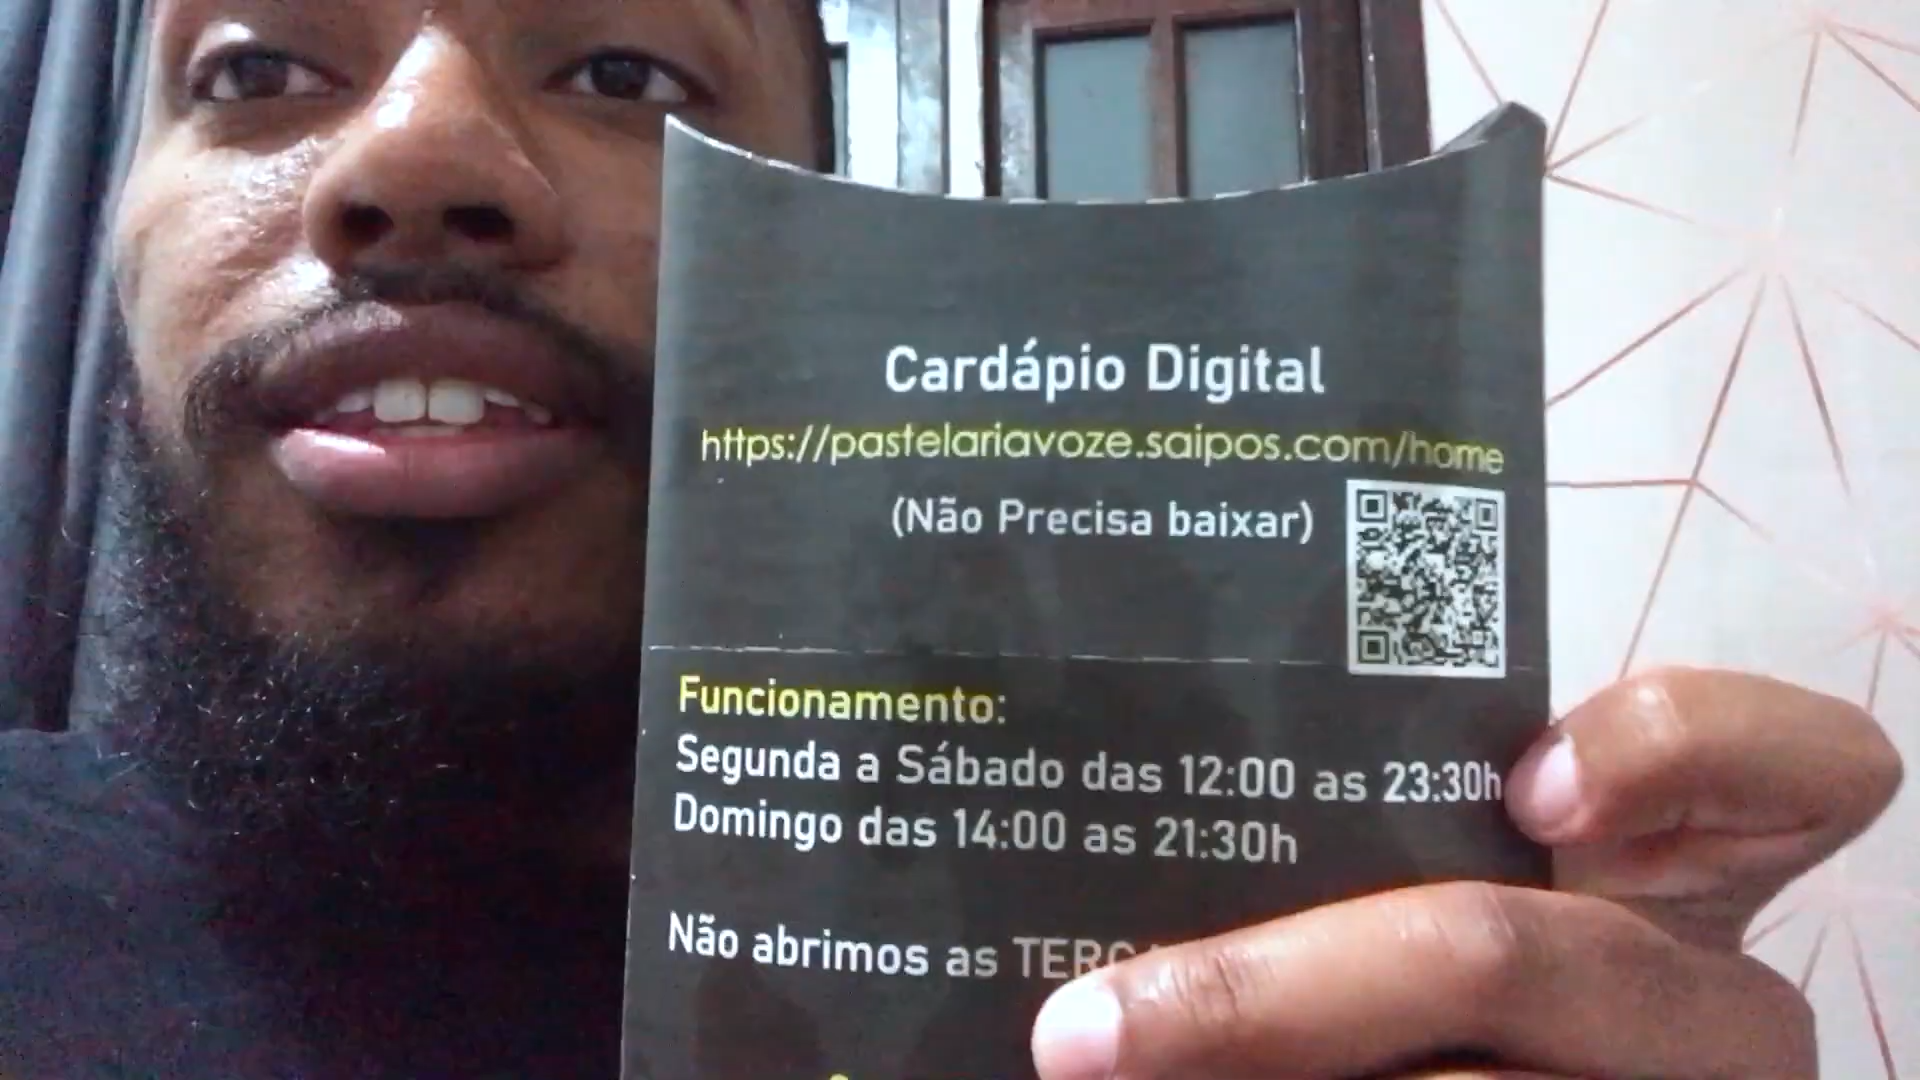 Cardápio Digital
https://pastelariavoze.saipos.com/home
(Não Precisa baixar)
Funcionamento:
Segunda a Sábado das 12:00 as 23:30h
Domingo das 14:00 as 21:30h
Não abrimos as